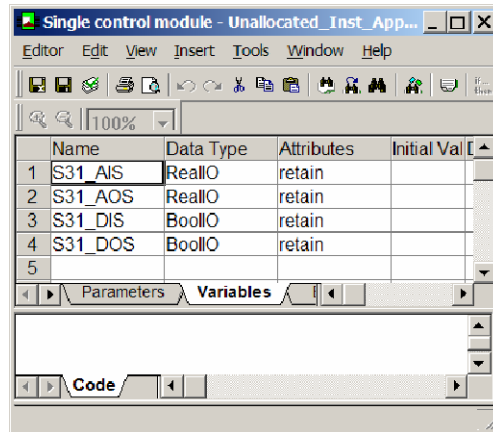 Single control module - Unallocated_Inst_App...
Editor Edit View Insert Tools Window Help
100%
Name Data Type Attributes Initial Val
1 S31_AIS RealIO retain
2 S31_AOS RealIO retain
3 S31_DIS BoolIO retain
4 S31_DOS BoolIO retain
5
Parameters Variables
Code